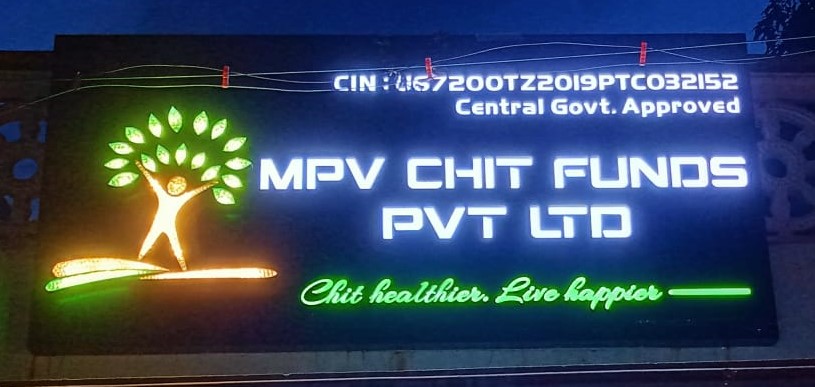 CIN : U67200TZ2019PTC032152
Central Govt. Approved
MPV CHIT FUNDS
PVT LTD
Chit healthier. Live happier